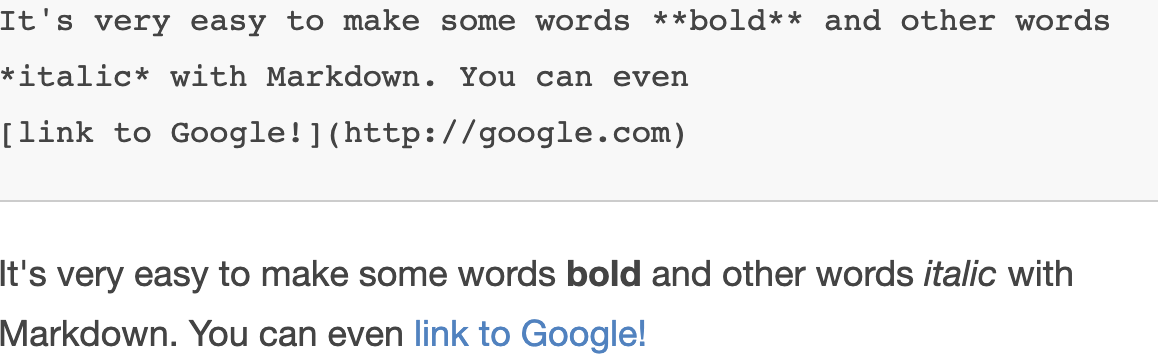 It's very easy to make some words **bold** and other words
*italic* with Markdown. You can even
[link to Google!](http://google.com)
It's very easy to make some words bold and other words italic with
Markdown. You can even link to Google!